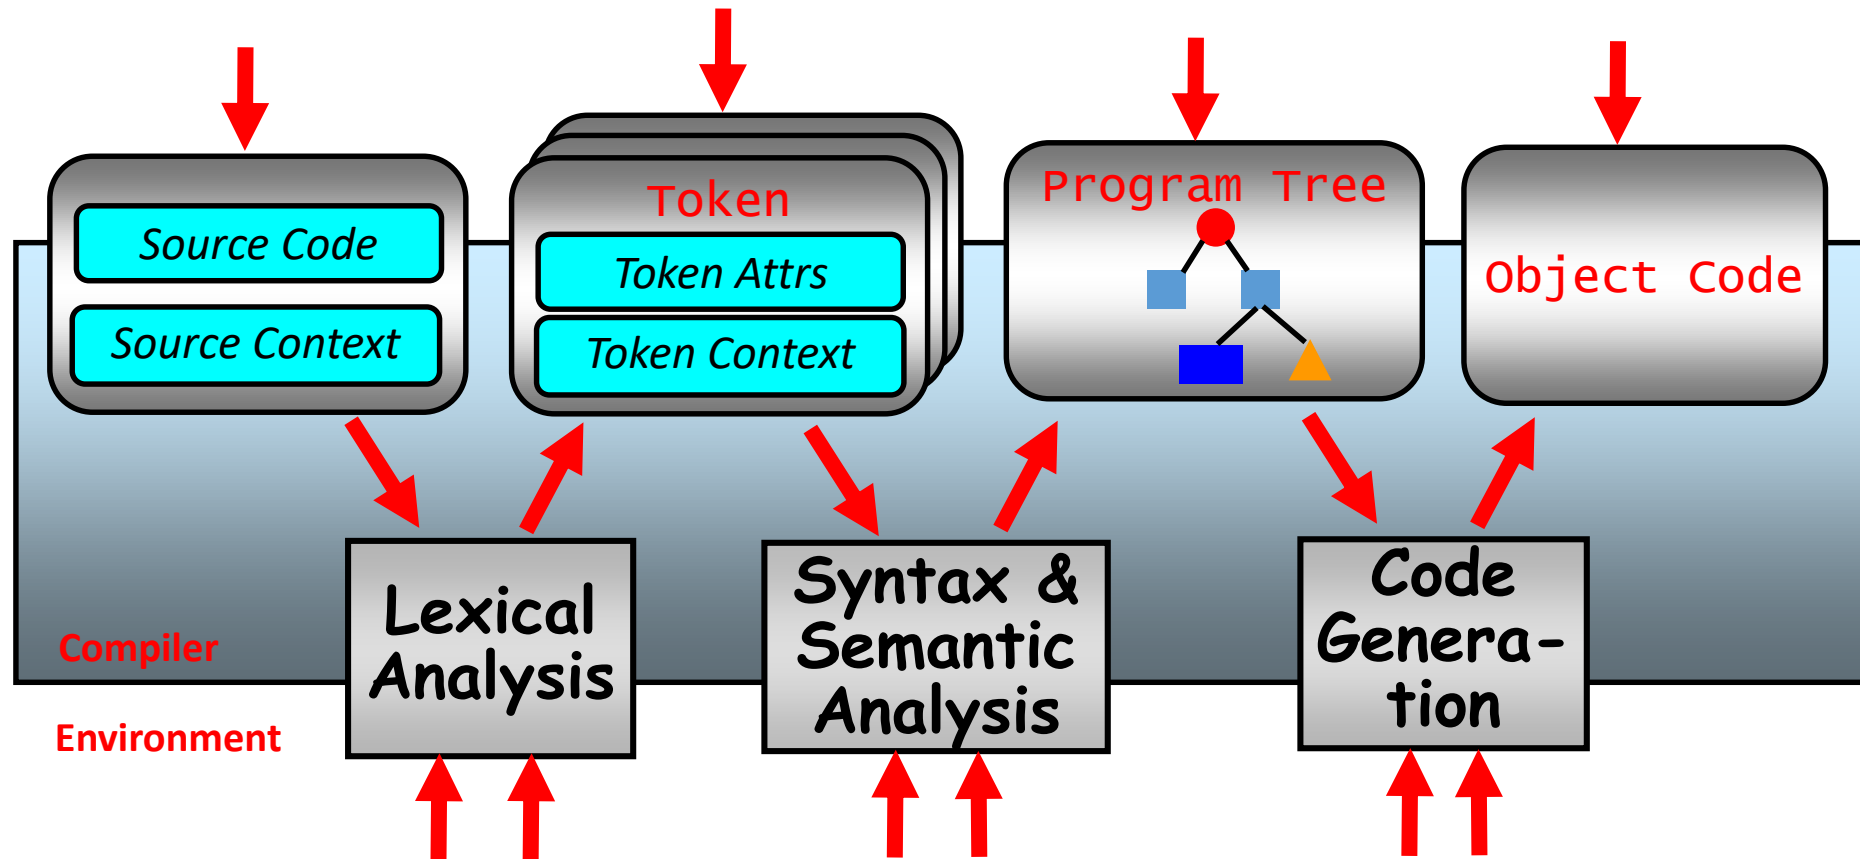 Source Code
Source Context
Token
Token Attrs
Token Context
Program Tree
Object Code
Lexical
Analysis
Syntax &
Semantic
Analysis
Code
Genera-
tion
Compiler
Environment